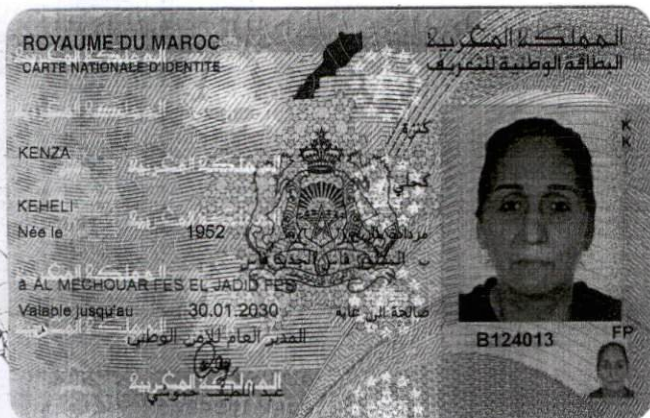 ROYAUME DU MAROC
CARTE NATIONALE D'IDENTITE
المملكة المغربية
البطاقة الوطنية للتعريف
KENZA
كنزة
KEHELI
كحلي
Née le 1952
à AL MECHOUAR FES EL JADID FES
Valable jusqu'au 30.01.2030
صالحة إلى غاية
المدير العام للأمن الوطني
عبد اللطيف حموشي
K
K
B124013
FP